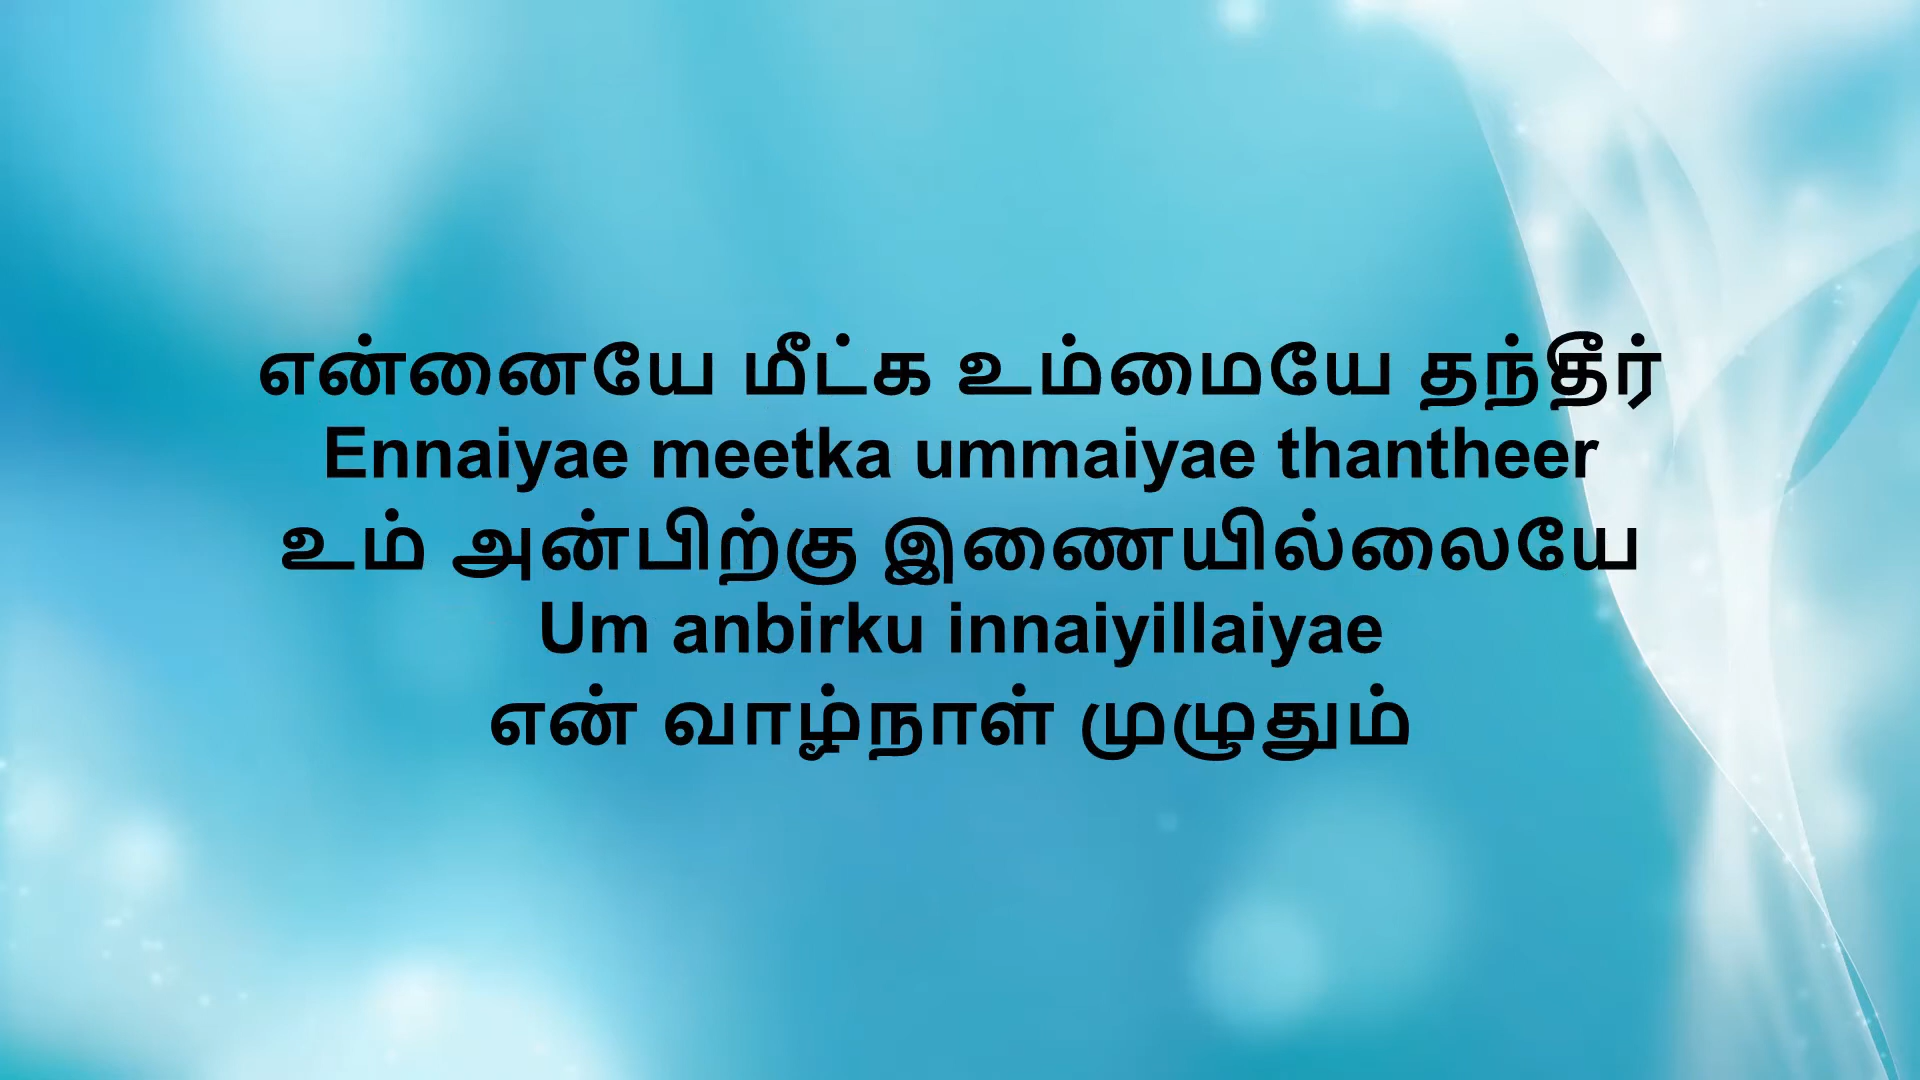 என்னையே மீட்க உம்மையே தந்தீர்
Ennaiyae meetka ummaiyae thantheer
உம் அன்பிற்கு இணையில்லையே
Um anbirku innaiyillaiyae
என் வாழ்நாள் முழுதும்